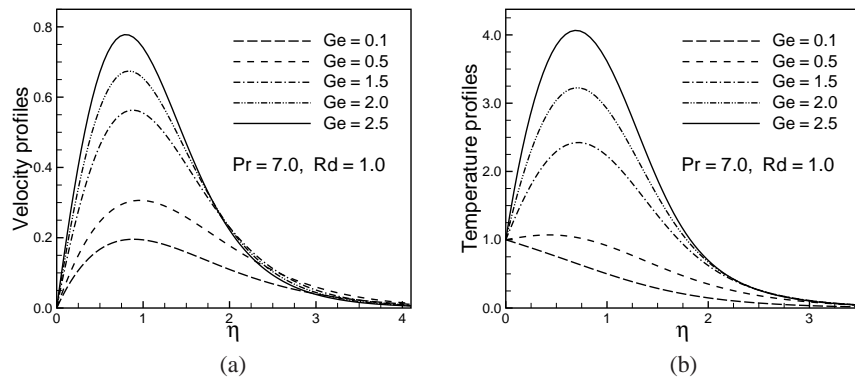 Velocity profiles
0.8
0.6
0.4
0.2
0.0
0
1
2
3
4
η
Ge = 0.1
Ge = 0.5
Ge = 1.5
Ge = 2.0
Ge = 2.5
Pr = 7.0, Rd = 1.0
(a)
Temperature profiles
4.0
3.0
2.0
1.0
0.0
0
1
2
3
η
Ge = 0.1
Ge = 0.5
Ge = 1.5
Ge = 2.0
Ge = 2.5
Pr = 7.0, Rd = 1.0
(b)